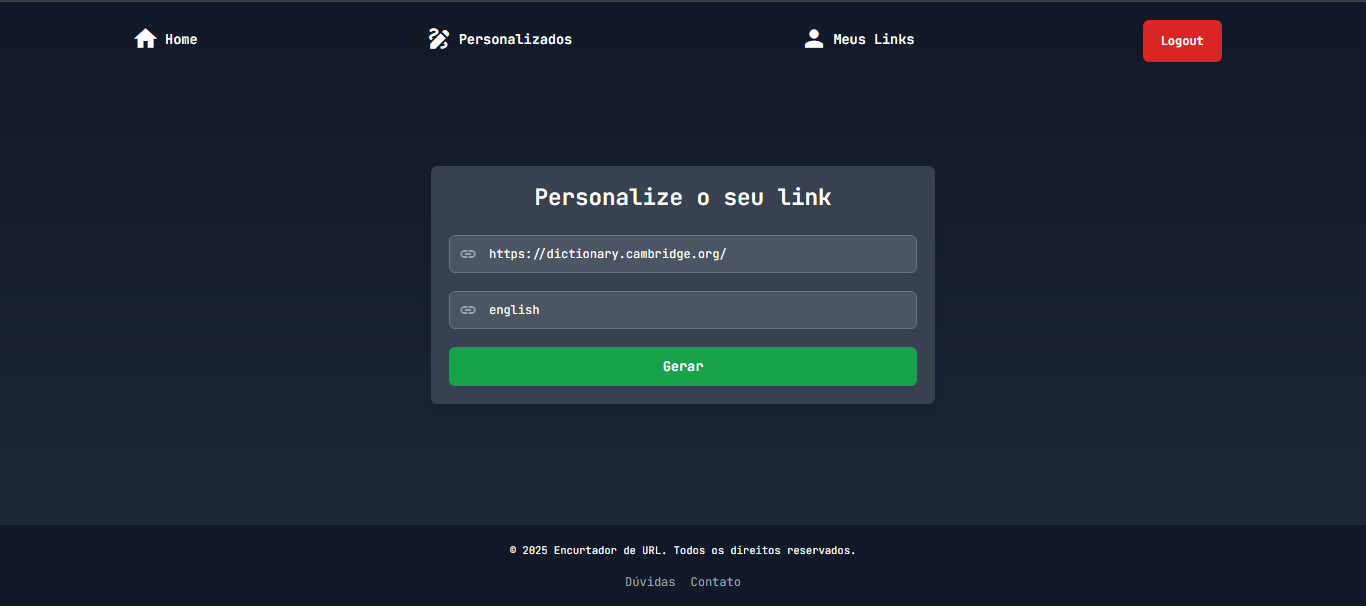 Home
Personalizados
Meus Links
Logout
Personalize o seu link
https://dictionary.cambridge.org/
english
Gerar
© 2025 Encurtador de URL. Todos os direitos reservados.
Dúvidas Contato